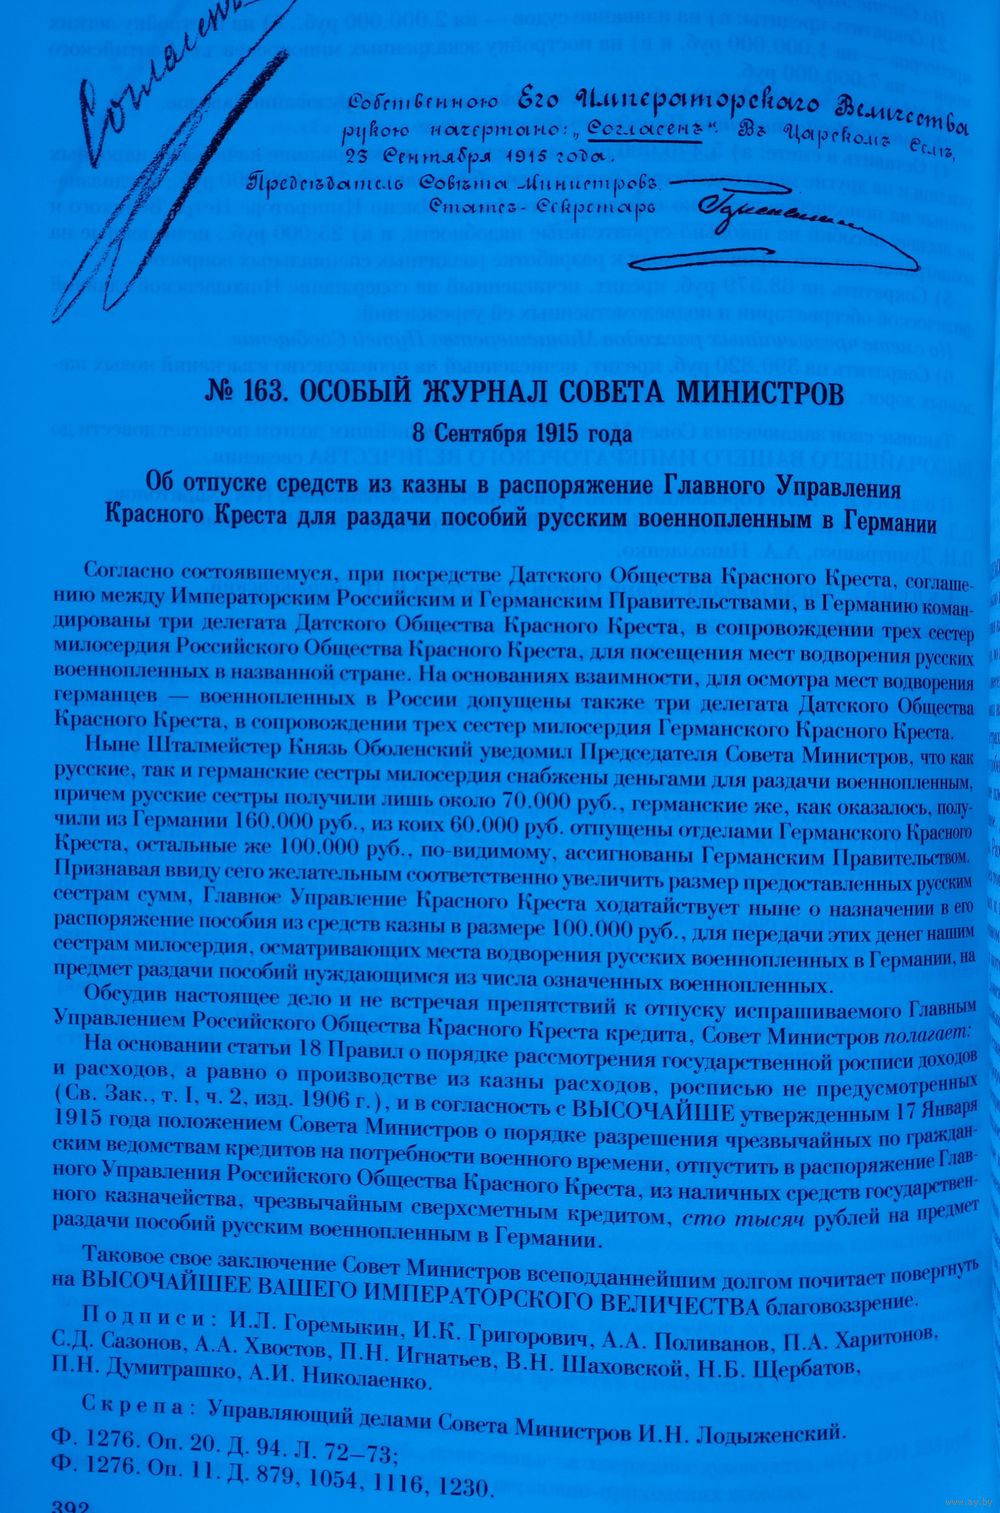 Согласенъ
Собственною Его Императорскаго Величества
рукою начертано: „Согласенъ". Въ Царскомъ Селѣ,
23 Сентября 1915 года.
Предсѣдатель Совѣта Министровъ,
Статсъ-Секретарь
№ 163. ОСОБЫЙ ЖУРНАЛ СОВЕТА МИНИСТРОВ
8 Сентября 1915 года
Об отпуске средств из казны в распоряжение Главного Управления
Красного Креста для раздачи пособий русским военнопленным в Германии
Согласно состоявшемуся, при посредстве Датского Общества Красного Креста, соглаше-
нию между Императорским Российским и Германским Правительствами, в Германию коман-
дированы три делегата Датского Общества Красного Креста, в сопровождении трех сестер
милосердия Российского Общества Красного Креста, для посещения мест водворения русских
военнопленных в названной стране. На основаниях взаимности, для осмотра мест водворения
германцев — военнопленных в России допущены также три делегата Датского Общества
Красного Креста, в сопровождении трех сестер милосердия Германского Красного Креста.
Ныне Шталмейстер Князь Оболенский уведомил Председателя Совета Министров, что как
русские, так и германские сестры милосердия снабжены деньгами для раздачи военнопленным,
причем русские сестры получили лишь около 70.000 руб., германские же, как оказалось, полу-
чили из Германии 160.000 руб., из коих 60.000 руб. отпущены отделами Германского Красного
Креста, остальные же 100.000 руб., по-видимому, ассигнованы Германским Правительством.
Признавая ввиду сего желательным соответственно увеличить размер предоставленных русским
сестрам сумм, Главное Управление Красного Креста ходатайствует ныне о назначении в его
распоряжение пособия из средств казны в размере 100.000 руб., для передачи этих денег нашим
сестрам милосердия, осматривающих места водворения русских военнопленных в Германии, на
предмет раздачи пособий нуждающимся из числа означенных военнопленных.
Обсудив настоящее дело и не встречая препятствий к отпуску испрашиваемого Главным
Управлением Российского Общества Красного Креста кредита, Совет Министров полагает:
На основании статьи 18 Правил о порядке рассмотрения государственной росписи доходов
и расходов, а равно о производстве из казны расходов, росписью не предусмотренных
(Св. Зак., т. I, ч. 2, изд. 1906 г.), и в согласность с ВЫСОЧАЙШЕ утвержденным 17 Января
1915 года положением Совета Министров о порядке разрешения чрезвычайных по граждан-
ским ведомствам кредитов на потребности военного времени, отпустить в распоряжение Глав-
ного Управления Российского Общества Красного Креста, из наличных средств государствен-
ного казначейства, чрезвычайным сверхсметным кредитом, сто тысяч рублей на предмет
раздачи пособий русским военнопленным в Германии.
Таковое свое заключение Совет Министров всеподданнейшим долгом почитает повергнуть
на ВЫСОЧАЙШЕЕ ВАШЕГО ИМПЕРАТОРСКОГО ВЕЛИЧЕСТВА благовоззрение.
Подписи: И.Л. Горемыкин, И.К. Григорович, А.А. Поливанов, П.А. Харитонов,
С.Д. Сазонов, А.А. Хвостов, П.Н. Игнатьев, В.Н. Шаховской, Н.Б. Щербатов,
П.Н. Думитрашко, А.И. Николаенко.
Скрепа: Управляющий делами Совета Министров И.Н. Лодыженский.
Ф. 1276. Оп. 20. Д. 94. Л. 72–73;
Ф. 1276. Оп. 11. Д. 879, 1054, 1116, 1230.
392
www.ay.by